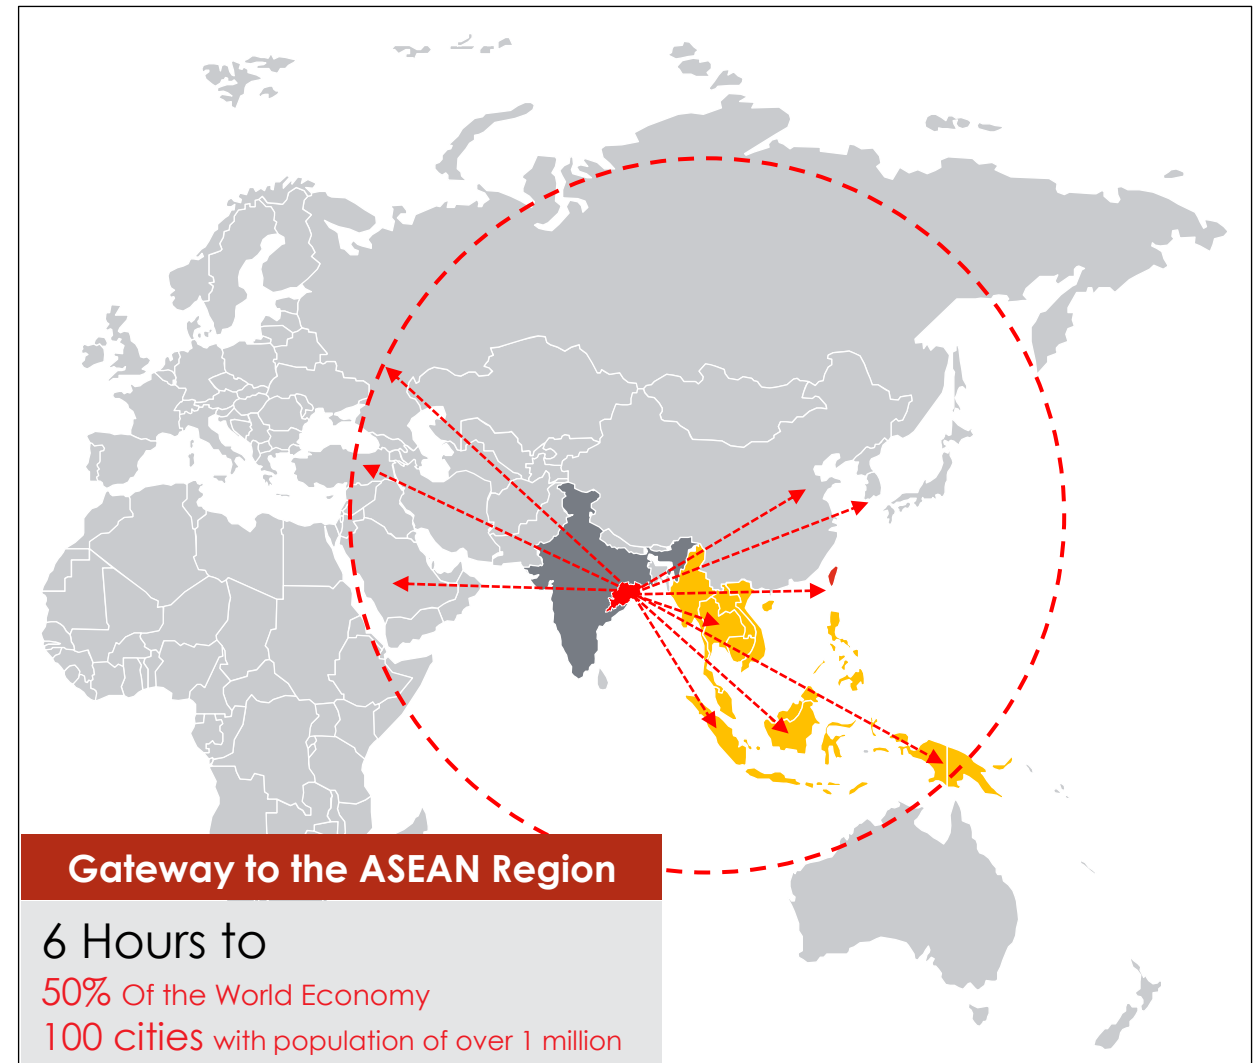 Gateway to the ASEAN Region
6 Hours to
50% Of the World Economy
100 cities with population of over 1 million